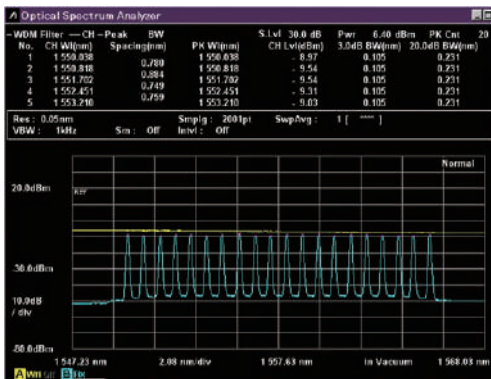 Optical Spectrum Analyzer
WDM Filter CH Peak BW S.Lvl 30.0 dB Pwr 6.40 dBm PK Cnt 20
No. CH Wl(nm) Spacing(nm) PK Wl(nm) CH Lvl(dBm) 3.0dB BW(nm) 20.0dB BW(nm)
1 1 550.038 0.780 1 550.038 - 8.97 0.105 0.231
2 1 550.818 0.884 1 550.818 - 9.54 0.105 0.231
3 1 551.702 0.749 1 551.702 - 9.54 0.105 0.231
4 1 552.451 0.759 1 552.451 - 9.31 0.105 0.231
5 1 553.210 1 553.210 - 9.03 0.105 0.231
Res : 0.05nm Smplg : 2001pt SwpAvg : 1 [ **** ]
VBW : 1kHz Sm : Off Intvl : Off
Normal
20.0dBm
REF
-30.0dBm
10.0dB
/ div
-80.0dBm
1 547.23 nm 2.08 nm/div 1 557.63 nm In Vacuum 1 568.03 nm
A Wri Off B Fix